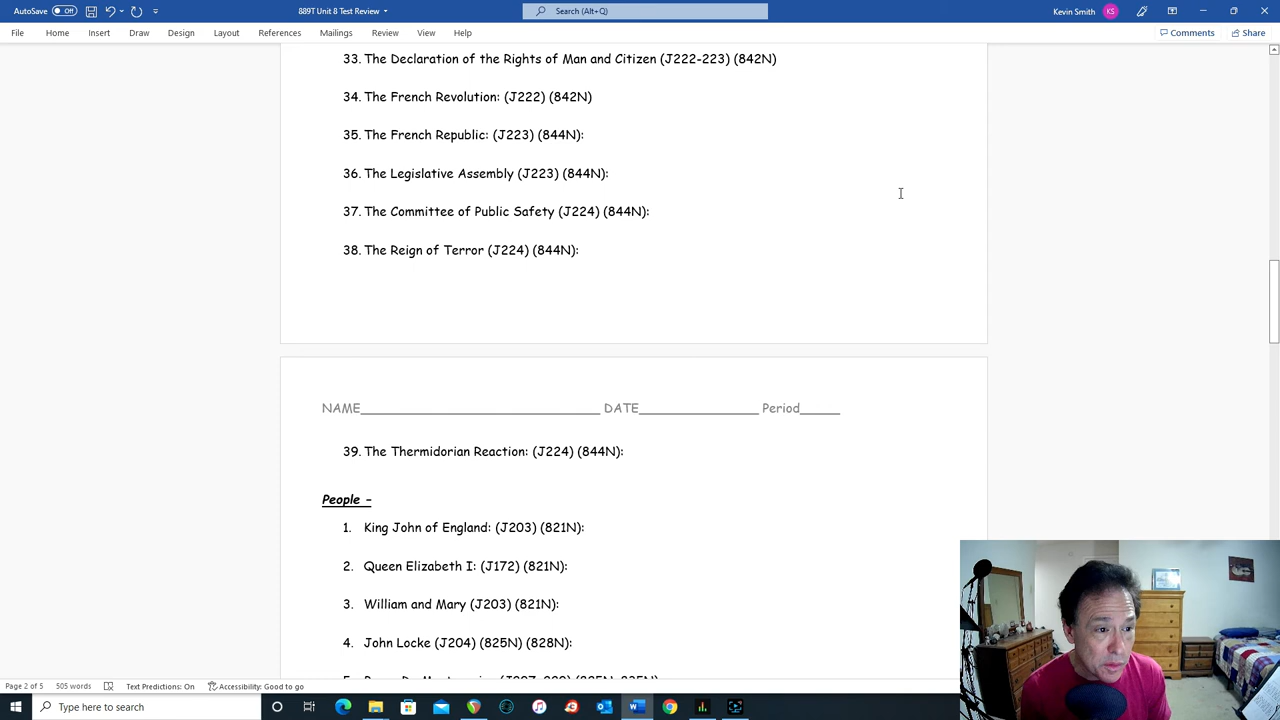 AutoSave Off 889T Unit 8 Test Review Search (Alt+Q) Kevin Smith KS
File Home Insert Draw Design Layout References Mailings Review View Help Comments Share
33. The Declaration of the Rights of Man and Citizen (J222-223) (842N)
34. The French Revolution: (J222) (842N)
35. The French Republic: (J223) (844N):
36. The Legislative Assembly (J223) (844N):
37. The Committee of Public Safety (J224) (844N):
38. The Reign of Terror (J224) (844N):
NAME____________________________ DATE______________ Period_____
39. The Thermidorian Reaction: (J224) (844N):
People -
1. King John of England: (J203) (821N):
2. Queen Elizabeth I: (J172) (821N):
3. William and Mary (J203) (821N):
4. John Locke (J204) (825N) (828N):
Page 2 of 5 505 words Text Predictions: On Accessibility: Good to go
Type here to search